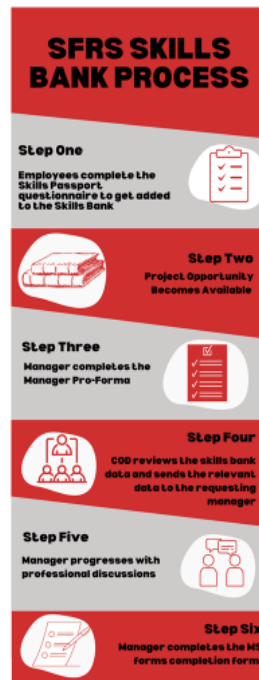 SFRS SKILLS
BANK PROCESS
Step One
Employees complete the
Skills Passport
questionnaire to get added
to the Skills Bank
Step Two
Project Opportunity
Becomes Available
Step Three
Manager completes the
Manager Pro-Forma
Step Four
COD reviews the skills bank
data and sends the relevant
data to the requesting
manager
Step Five
Manager progresses with
professional discussions
Step Six
Manager completes the MS
forms completion form